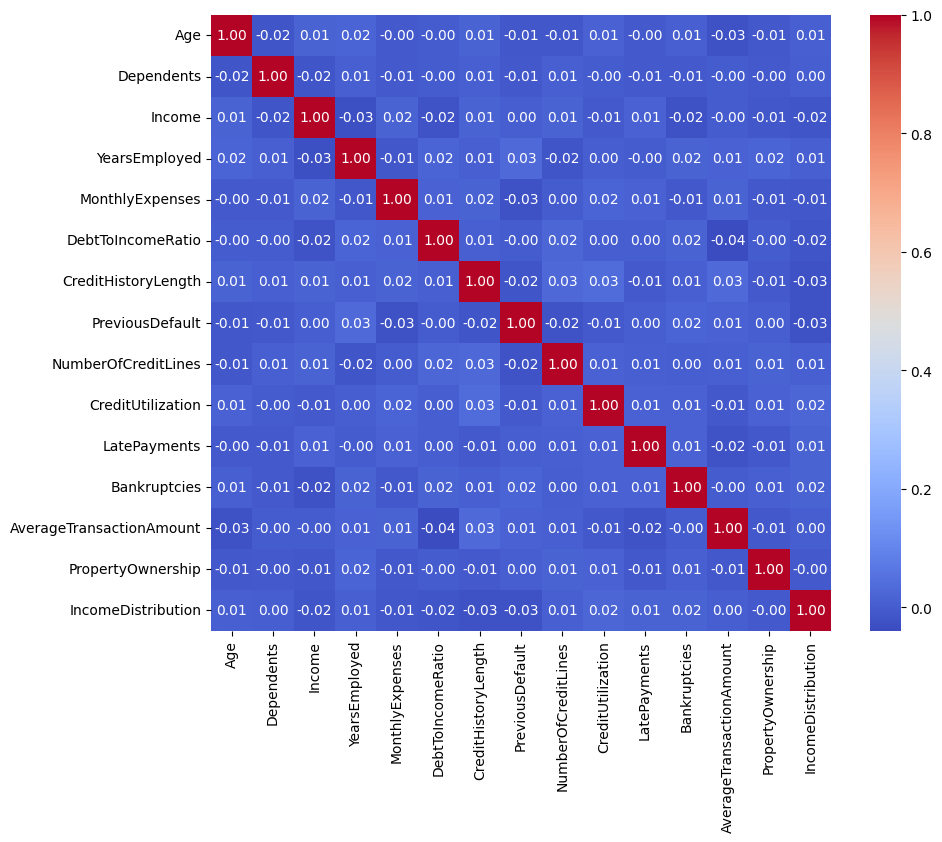 Age 1.00 -0.02 0.01 0.02 -0.00 -0.00 0.01 -0.01 -0.01 0.01 -0.00 0.01 -0.03 -0.01 0.01
Dependents -0.02 1.00 -0.02 0.01 -0.01 -0.00 0.01 -0.01 0.01 -0.00 -0.01 -0.01 -0.00 -0.00 0.00
Income 0.01 -0.02 1.00 -0.03 0.02 -0.02 0.01 0.00 0.01 -0.01 0.01 -0.02 -0.00 -0.01 -0.02
YearsEmployed 0.02 0.01 -0.03 1.00 -0.01 0.02 0.01 0.03 -0.02 0.00 -0.00 0.02 0.01 0.02 0.01
MonthlyExpenses -0.00 -0.01 0.02 -0.01 1.00 0.01 0.02 -0.03 0.00 0.02 0.01 -0.01 0.01 -0.01 -0.01
DebtToIncomeRatio -0.00 -0.00 -0.02 0.02 0.01 1.00 0.01 -0.00 0.02 0.00 0.00 0.02 -0.04 -0.00 -0.02
CreditHistoryLength 0.01 0.01 0.01 0.01 0.02 0.01 1.00 -0.02 0.03 0.03 -0.01 0.01 0.03 -0.01 -0.03
PreviousDefault -0.01 -0.01 0.00 0.03 -0.03 -0.00 -0.02 1.00 -0.02 -0.01 0.00 0.02 0.01 0.00 -0.03
NumberOfCreditLines -0.01 0.01 0.01 -0.02 0.00 0.02 0.03 -0.02 1.00 0.01 0.01 0.00 0.01 0.01 0.01
CreditUtilization 0.01 -0.00 -0.01 0.00 0.02 0.00 0.03 -0.01 0.01 1.00 0.01 0.01 -0.01 0.01 0.02
LatePayments -0.00 -0.01 0.01 -0.00 0.01 0.00 -0.01 0.00 0.01 0.01 1.00 0.01 -0.02 -0.01 0.01
Bankruptcies 0.01 -0.01 -0.02 0.02 -0.01 0.02 0.01 0.02 0.00 0.01 0.01 1.00 -0.00 0.01 0.02
AverageTransactionAmount -0.03 -0.00 -0.00 0.01 0.01 -0.04 0.03 0.01 0.01 -0.01 -0.02 -0.00 1.00 -0.01 0.00
PropertyOwnership -0.01 -0.00 -0.01 0.02 -0.01 -0.00 -0.01 0.00 0.01 0.01 -0.01 0.01 -0.01 1.00 -0.00
IncomeDistribution 0.01 0.00 -0.02 0.01 -0.01 -0.02 -0.03 -0.03 0.01 0.02 0.01 0.02 0.00 -0.00 1.00
Age
Dependents
Income
YearsEmployed
MonthlyExpenses
DebtToIncomeRatio
CreditHistoryLength
PreviousDefault
NumberOfCreditLines
CreditUtilization
LatePayments
Bankruptcies
AverageTransactionAmount
PropertyOwnership
IncomeDistribution
1.0
0.8
0.6
0.4
0.2
0.0